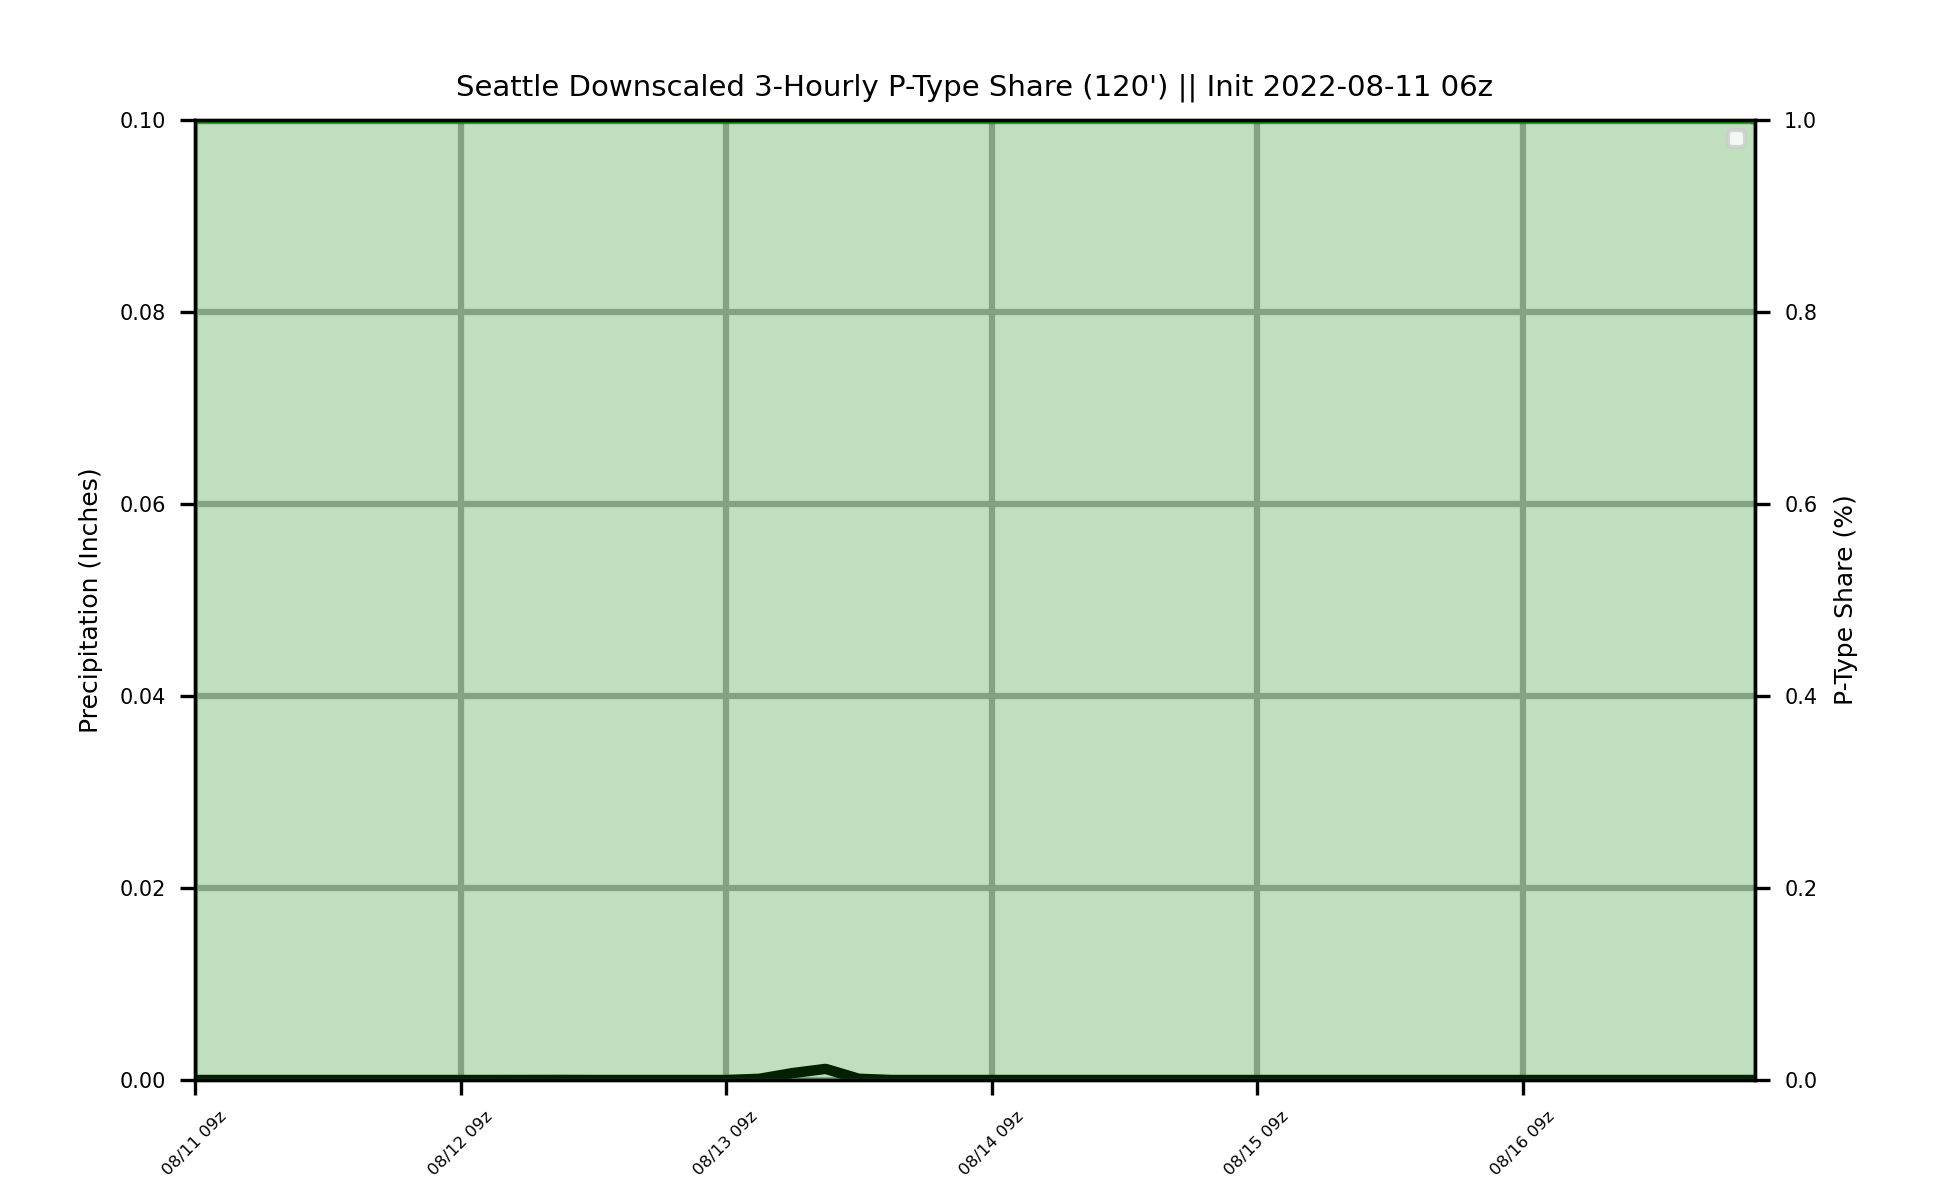 Seattle Downscaled 3-Hourly P-Type Share (120') || Init 2022-08-11 06z
Precipitation (Inches)
0.10
0.08
0.06
0.04
0.02
0.00
1.0
0.8
0.6
0.4
0.2
0.0
P-Type Share (%)
08/11 09z
08/12 09z
08/13 09z
08/14 09z
08/15 09z
08/16 09z